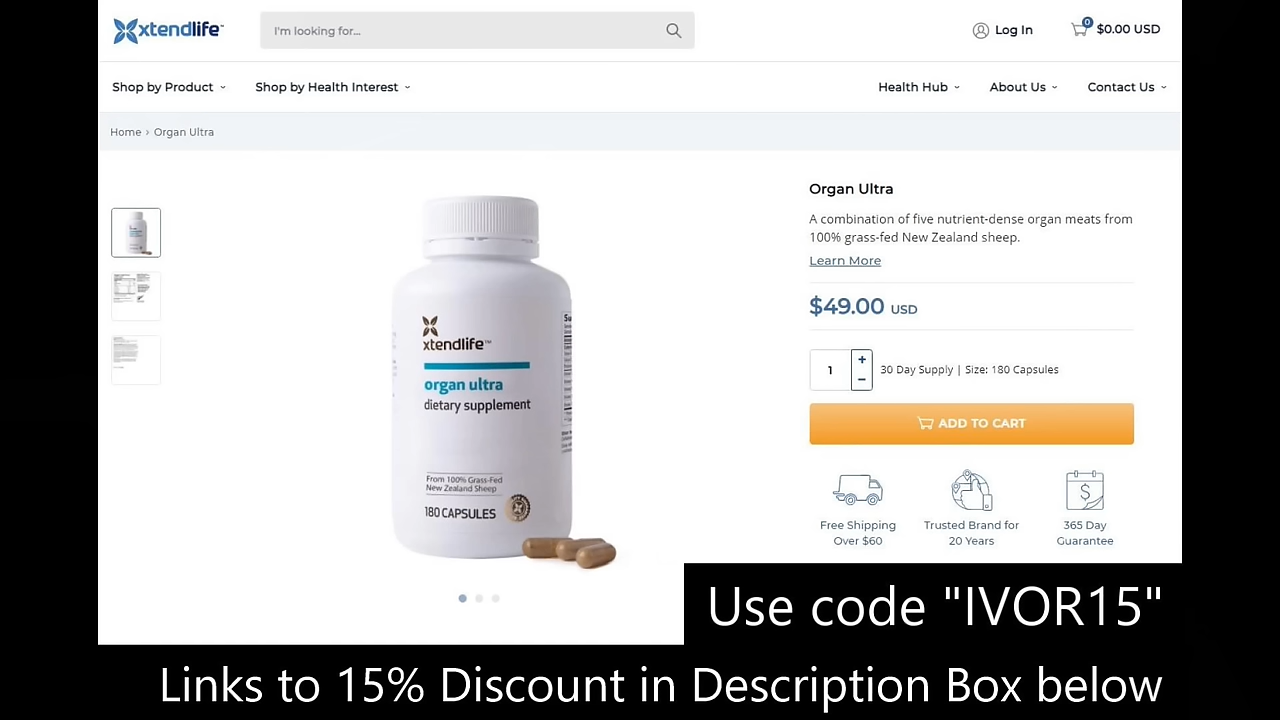 xtendlife™
I'm looking for...
Log In
0
$0.00 USD
Shop by Product
Shop by Health Interest
Health Hub
About Us
Contact Us
Home › Organ Ultra
Organ Ultra
A combination of five nutrient-dense organ meats from
100% grass-fed New Zealand sheep.
Learn More
$49.00 USD
1
+
−
30 Day Supply | Size: 180 Capsules
ADD TO CART
Free Shipping
Over $60
Trusted Brand for
20 Years
365 Day
Guarantee
xtendlife™
organ ultra
dietary supplement
From 100% Grass-Fed
New Zealand Sheep
180 CAPSULES
Use code "IVOR15"
Links to 15% Discount in Description Box below